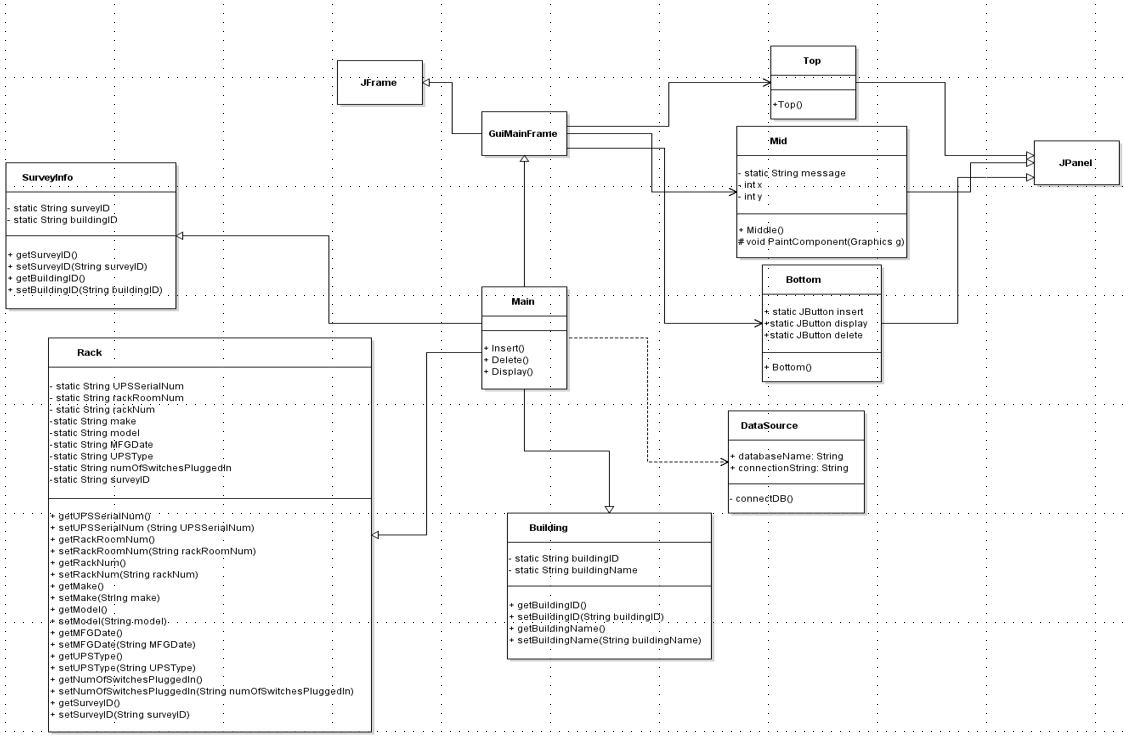 JFrame
GuiMainFrame
Top
+Top()
Mid
- static String message
- int x
- int y
+ Middle()
# void PaintComponent(Graphics g)
JPanel
SurveyInfo
- static String surveyID
- static String buildingID
+ getSurveyID()
+ setSurveyID(String surveyID)
+ getBuildingID()
+ setBuildingID(String buildingID)
Main
+ Insert()
+ Delete()
+ Display()
Bottom
+ static JButton insert
+static JButton display
+static JButton delete
+ Bottom()
Rack
- static String UPSSerialNum
- static String rackRoomNum
- static String rackNum
-static String make
-static String model
-static String MFGDate
-static String UPSType
-static String numOfSwitchesPluggedIn
-static String surveyID
+ getUPSSerialNum()
+ setUPSSerialNum (String UPSSerialNum)
+ getRackRoomNum()
+ setRackRoomNum(String rackRoomNum)
+ getRackNum()
+ setRackNum(String rackNum)
+ getMake()
+ setMake(String make)
+ getModel()
+ setModel(String model)
+ getMFGDate()
+ setMFGDate(String MFGDate)
+ getUPSType()
+ setUPSType(String UPSType)
+ getNumOfSwitchesPluggedIn()
+ setNumOfSwitchesPluggedIn(String numOfSwitchesPluggedIn)
+ getSurveyID()
+ setSurveyID(String surveyID)
DataSource
+ databaseName: String
+ connectionString: String
- connectDB()
Building
- static String buildingID
- static String buildingName
+ getBuildingID()
+ setBuildingID(String buildingID)
+ getBuildingName()
+ setBuildingName(String buildingName)